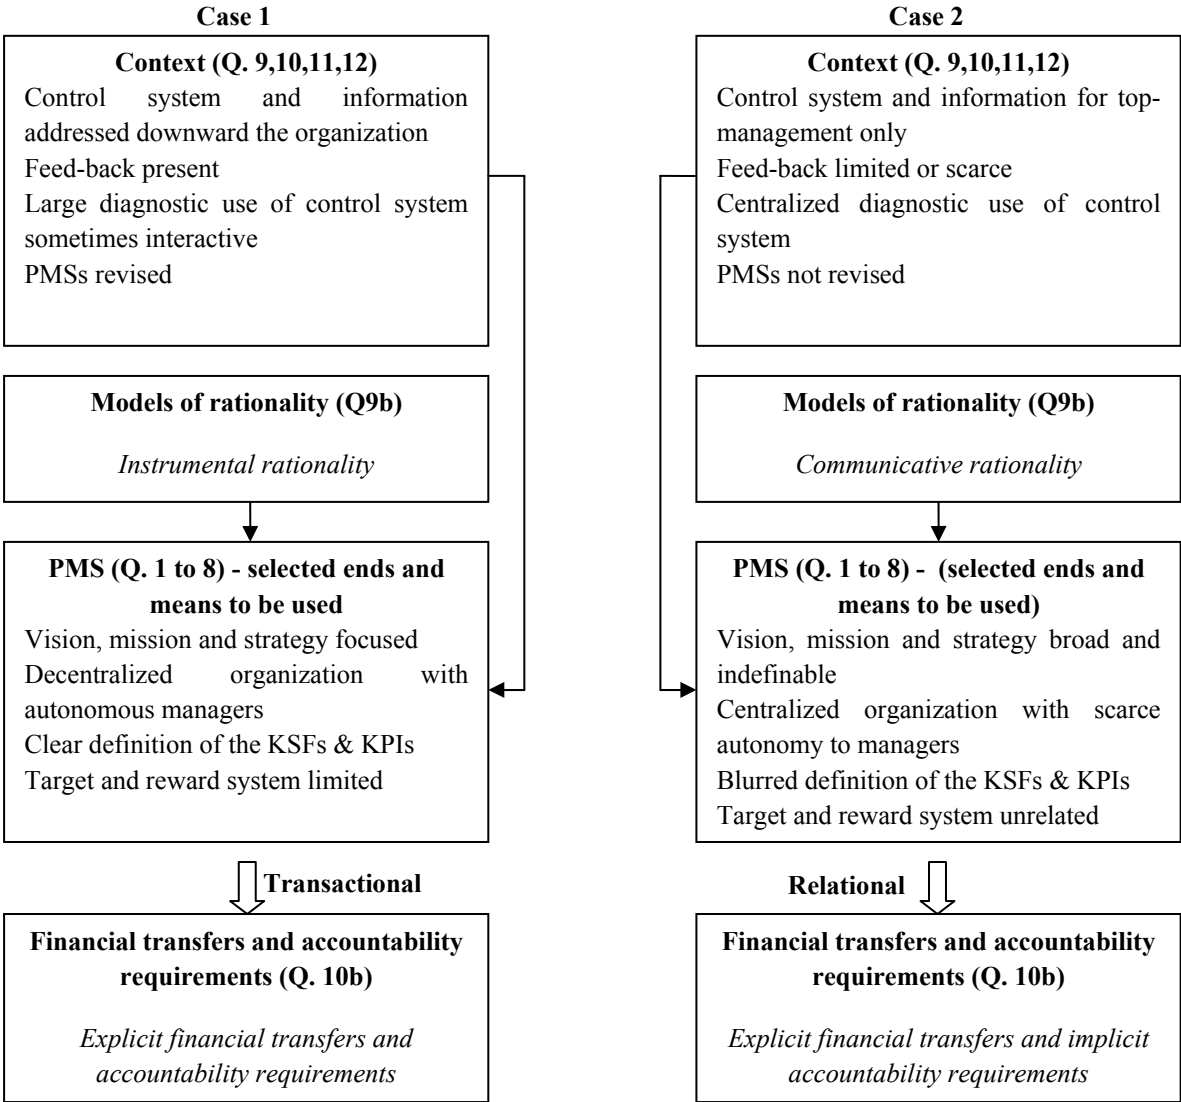 Case 1
Context (Q. 9,10,11,12)
Control system and information
addressed downward the organization
Feed-back present
Large diagnostic use of control system
sometimes interactive
PMSs revised
Models of rationality (Q9b)
Instrumental rationality
PMS (Q. 1 to 8) - selected ends and
means to be used
Vision, mission and strategy focused
Decentralized organization with
autonomous managers
Clear definition of the KSFs & KPIs
Target and reward system limited
Transactional
Financial transfers and accountability
requirements (Q. 10b)
Explicit financial transfers and
accountability requirements
Case 2
Context (Q. 9,10,11,12)
Control system and information for top-
management only
Feed-back limited or scarce
Centralized diagnostic use of control
system
PMSs not revised
Models of rationality (Q9b)
Communicative rationality
PMS (Q. 1 to 8) - (selected ends and
means to be used)
Vision, mission and strategy broad and
indefinable
Centralized organization with scarce
autonomy to managers
Blurred definition of the KSFs & KPIs
Target and reward system unrelated
Relational
Financial transfers and accountability
requirements (Q. 10b)
Explicit financial transfers and implicit
accountability requirements